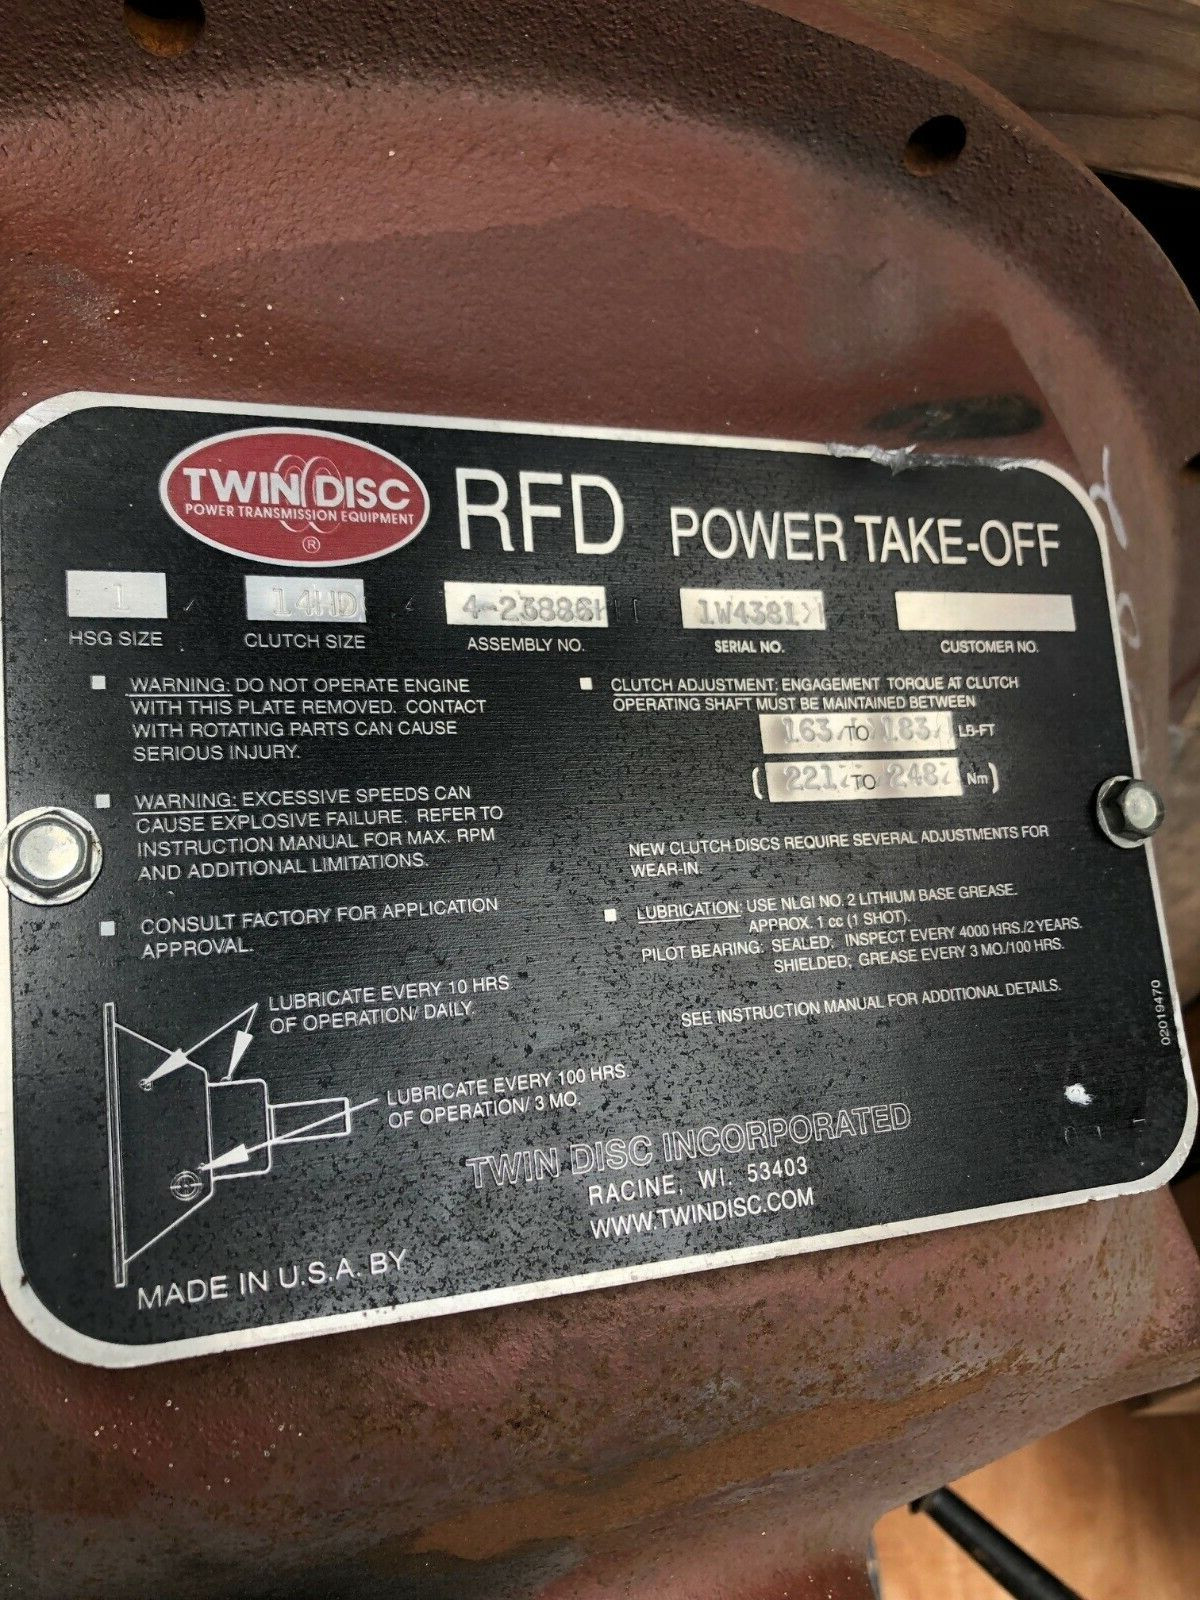 TWIN DISC
POWER TRANSMISSION EQUIPMENT
®
RFD POWER TAKE-OFF
1 14HD 4-23886 1W4381
HSG SIZE CLUTCH SIZE ASSEMBLY NO. SERIAL NO. CUSTOMER NO.
WARNING: DO NOT OPERATE ENGINE
WITH THIS PLATE REMOVED. CONTACT
WITH ROTATING PARTS CAN CAUSE
SERIOUS INJURY.
WARNING: EXCESSIVE SPEEDS CAN
CAUSE EXPLOSIVE FAILURE. REFER TO
INSTRUCTION MANUAL FOR MAX. RPM
AND ADDITIONAL LIMITATIONS.
CONSULT FACTORY FOR APPLICATION
APPROVAL.
LUBRICATE EVERY 10 HRS
OF OPERATION/ DAILY.
LUBRICATE EVERY 100 HRS.
OF OPERATION/ 3 MO.
CLUTCH ADJUSTMENT: ENGAGEMENT TORQUE AT CLUTCH
OPERATING SHAFT MUST BE MAINTAINED BETWEEN
163 TO 183 LB-FT
(221 TO 248 Nm)
NEW CLUTCH DISCS REQUIRE SEVERAL ADJUSTMENTS FOR
WEAR-IN.
LUBRICATION: USE NLGI NO. 2 LITHIUM BASE GREASE.
APPROX. 1 cc (1 SHOT).
PILOT BEARING: SEALED; INSPECT EVERY 4000 HRS./2 YEARS.
SHIELDED; GREASE EVERY 3 MO./100 HRS.
SEE INSTRUCTION MANUAL FOR ADDITIONAL DETAILS.
02019470
MADE IN U.S.A. BY
TWIN DISC INCORPORATED
RACINE, WI. 53403
WWW.TWINDISC.COM